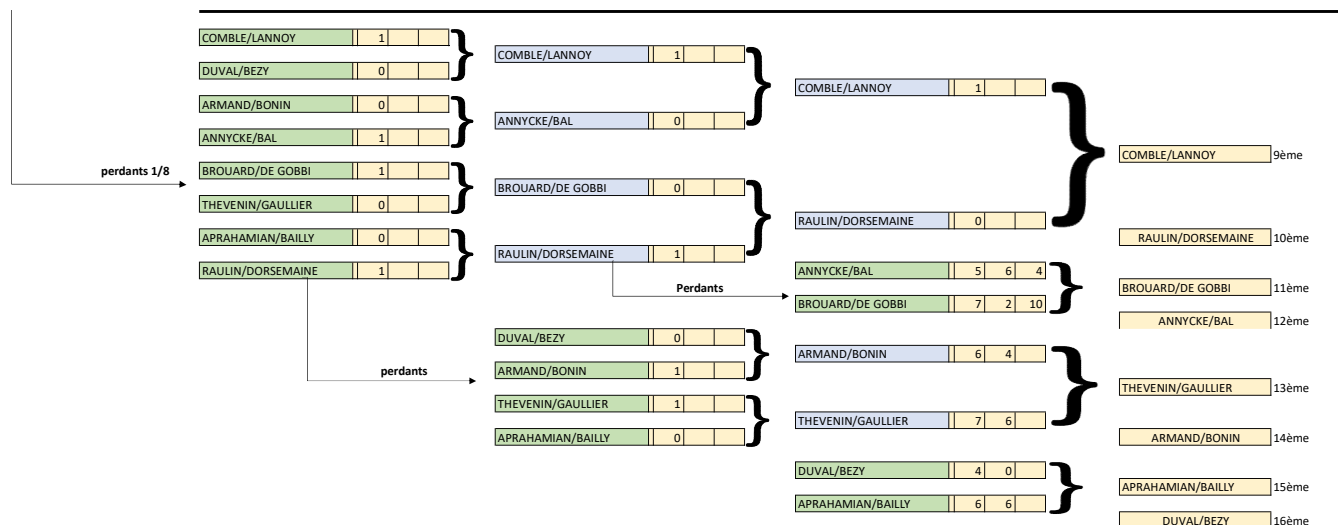 COMBLE/LANNOY 1
DUVAL/BEZY 0
ARMAND/BONIN 0
ANNYCKE/BAL 1
perdants 1/8
BROUARD/DE GOBBI 1
THEVENIN/GAULLIER 0
APRAHAMIAN/BAILLY 0
RAULIN/DORSEMAINE 1
COMBLE/LANNOY 1
ANNYCKE/BAL 0
BROUARD/DE GOBBI 0
RAULIN/DORSEMAINE 1
perdants
DUVAL/BEZY 0
ARMAND/BONIN 1
THEVENIN/GAULLIER 1
APRAHAMIAN/BAILLY 0
COMBLE/LANNOY 1
RAULIN/DORSEMAINE 0
Perdants
ANNYCKE/BAL 5 6 4
BROUARD/DE GOBBI 7 2 10
ARMAND/BONIN 6 4
THEVENIN/GAULLIER 7 6
DUVAL/BEZY 4 0
APRAHAMIAN/BAILLY 6 6
COMBLE/LANNOY 9ème
RAULIN/DORSEMAINE 10ème
BROUARD/DE GOBBI 11ème
ANNYCKE/BAL 12ème
THEVENIN/GAULLIER 13ème
ARMAND/BONIN 14ème
APRAHAMIAN/BAILLY 15ème
DUVAL/BEZY 16ème